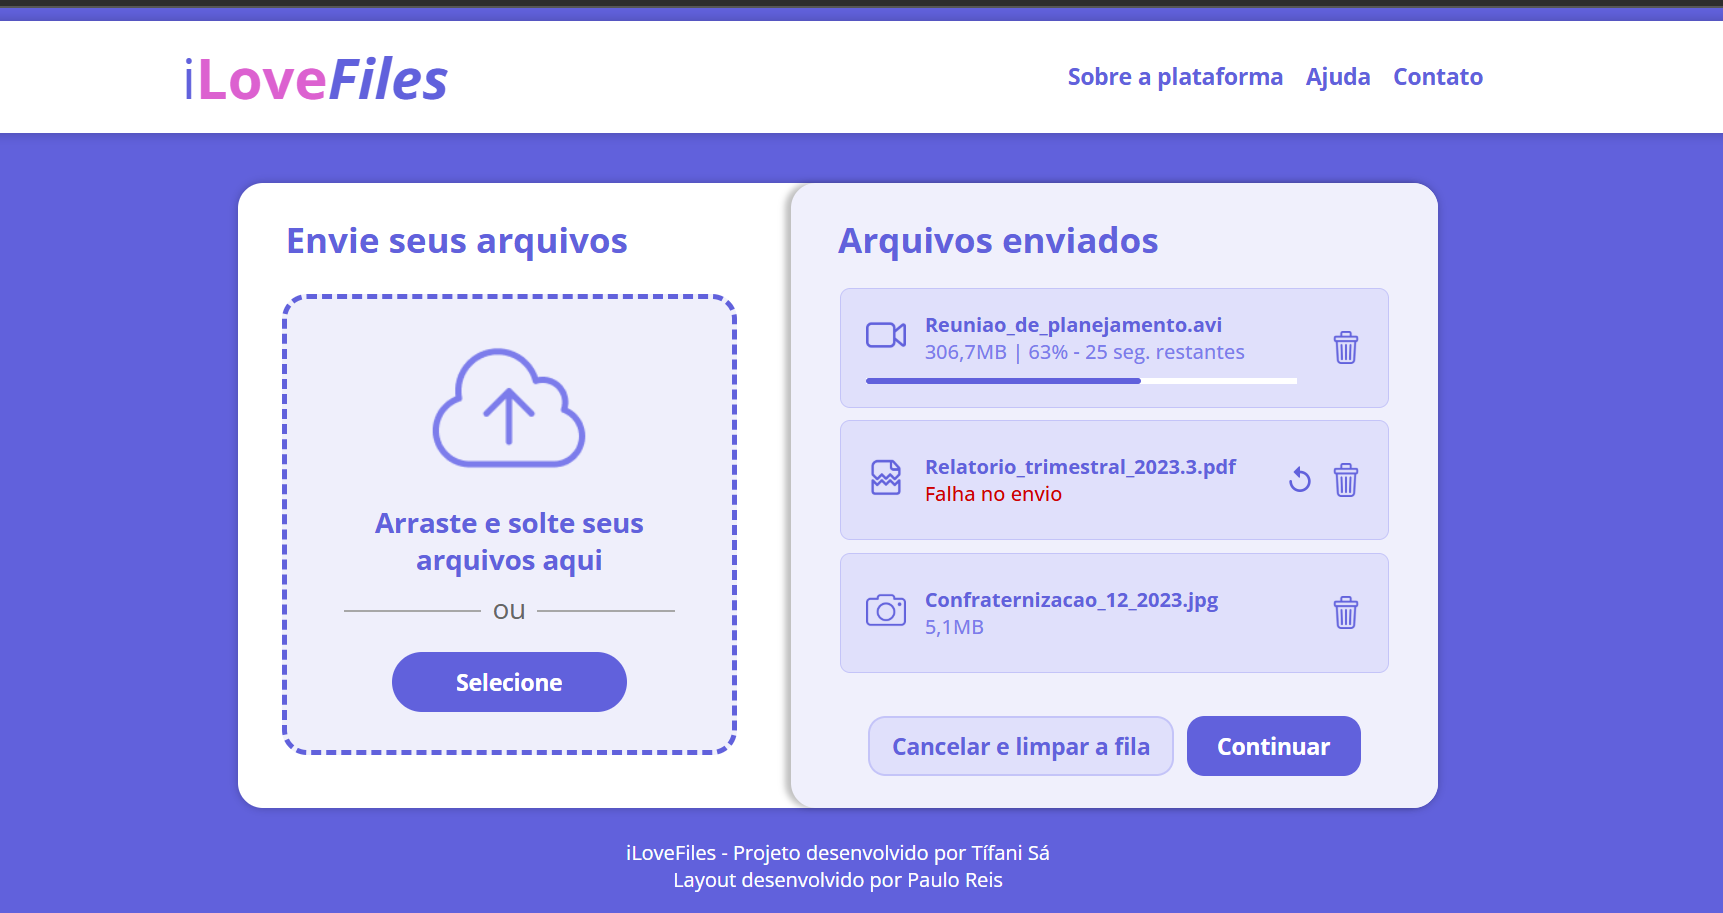 iLoveFiles
Sobre a plataforma Ajuda Contato
Envie seus arquivos
Arraste e solte seus
arquivos aqui
ou
Selecione
Arquivos enviados
Reuniao_de_planejamento.avi
306,7MB | 63% - 25 seg. restantes
Relatorio_trimestral_2023.3.pdf
Falha no envio
Confraternizacao_12_2023.jpg
5,1MB
Cancelar e limpar a fila
Continuar
iLoveFiles - Projeto desenvolvido por Tífani Sá
Layout desenvolvido por Paulo Reis